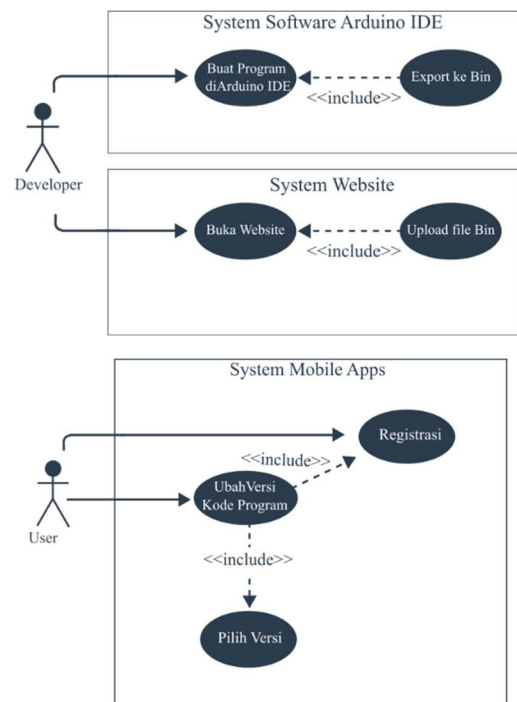 System Software Arduino IDE
Buat Program
diArduino IDE
Export ke Bin
<<include>>
Developer
System Website
Buka Website
Upload file Bin
<<include>>
System Mobile Apps
Registrasi
<<include>>
UbahVersi
Kode Program
User
<<include>>
Pilih Versi